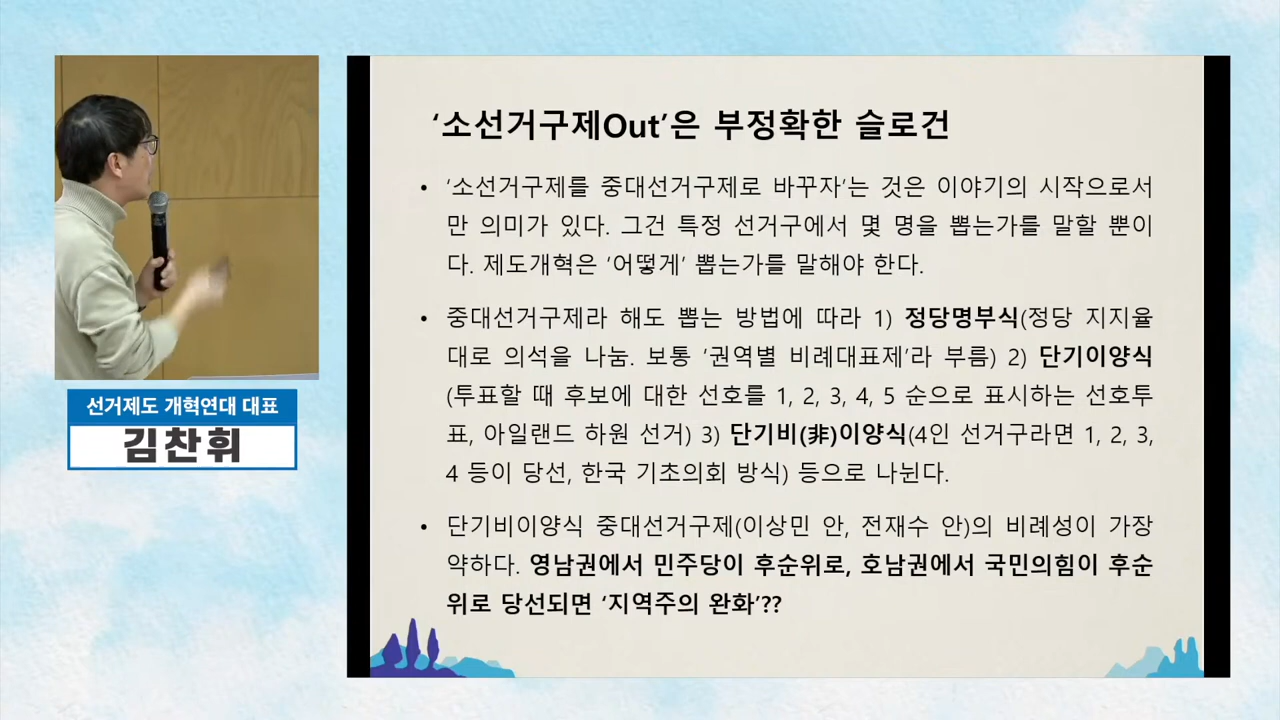 ‘소선거구제Out’은 부정확한 슬로건
• ‘소선거구제를 중대선거구제로 바꾸자’는 것은 이야기의 시작으로서
만 의미가 있다. 그건 특정 선거구에서 몇 명을 뽑는가를 말할 뿐이
다. 제도개혁은 ‘어떻게’ 뽑는가를 말해야 한다.
• 중대선거구제라 해도 뽑는 방법에 따라 1) 정당명부식(정당 지지율
대로 의석을 나눔. 보통 ‘권역별 비례대표제’라 부름) 2) 단기이양식
(투표할 때 후보에 대한 선호를 1, 2, 3, 4, 5 순으로 표시하는 선호투
표, 아일랜드 하원 선거) 3) 단기비(非)이양식(4인 선거구라면 1, 2, 3,
4 등이 당선, 한국 기초의회 방식) 등으로 나뉜다.
• 단기비이양식 중대선거구제(이상민 안, 전재수 안)의 비례성이 가장
약하다. 영남권에서 민주당이 후순위로, 호남권에서 국민의힘이 후순
위로 당선되면 ‘지역주의 완화’??
선거제도 개혁연대 대표
김찬휘